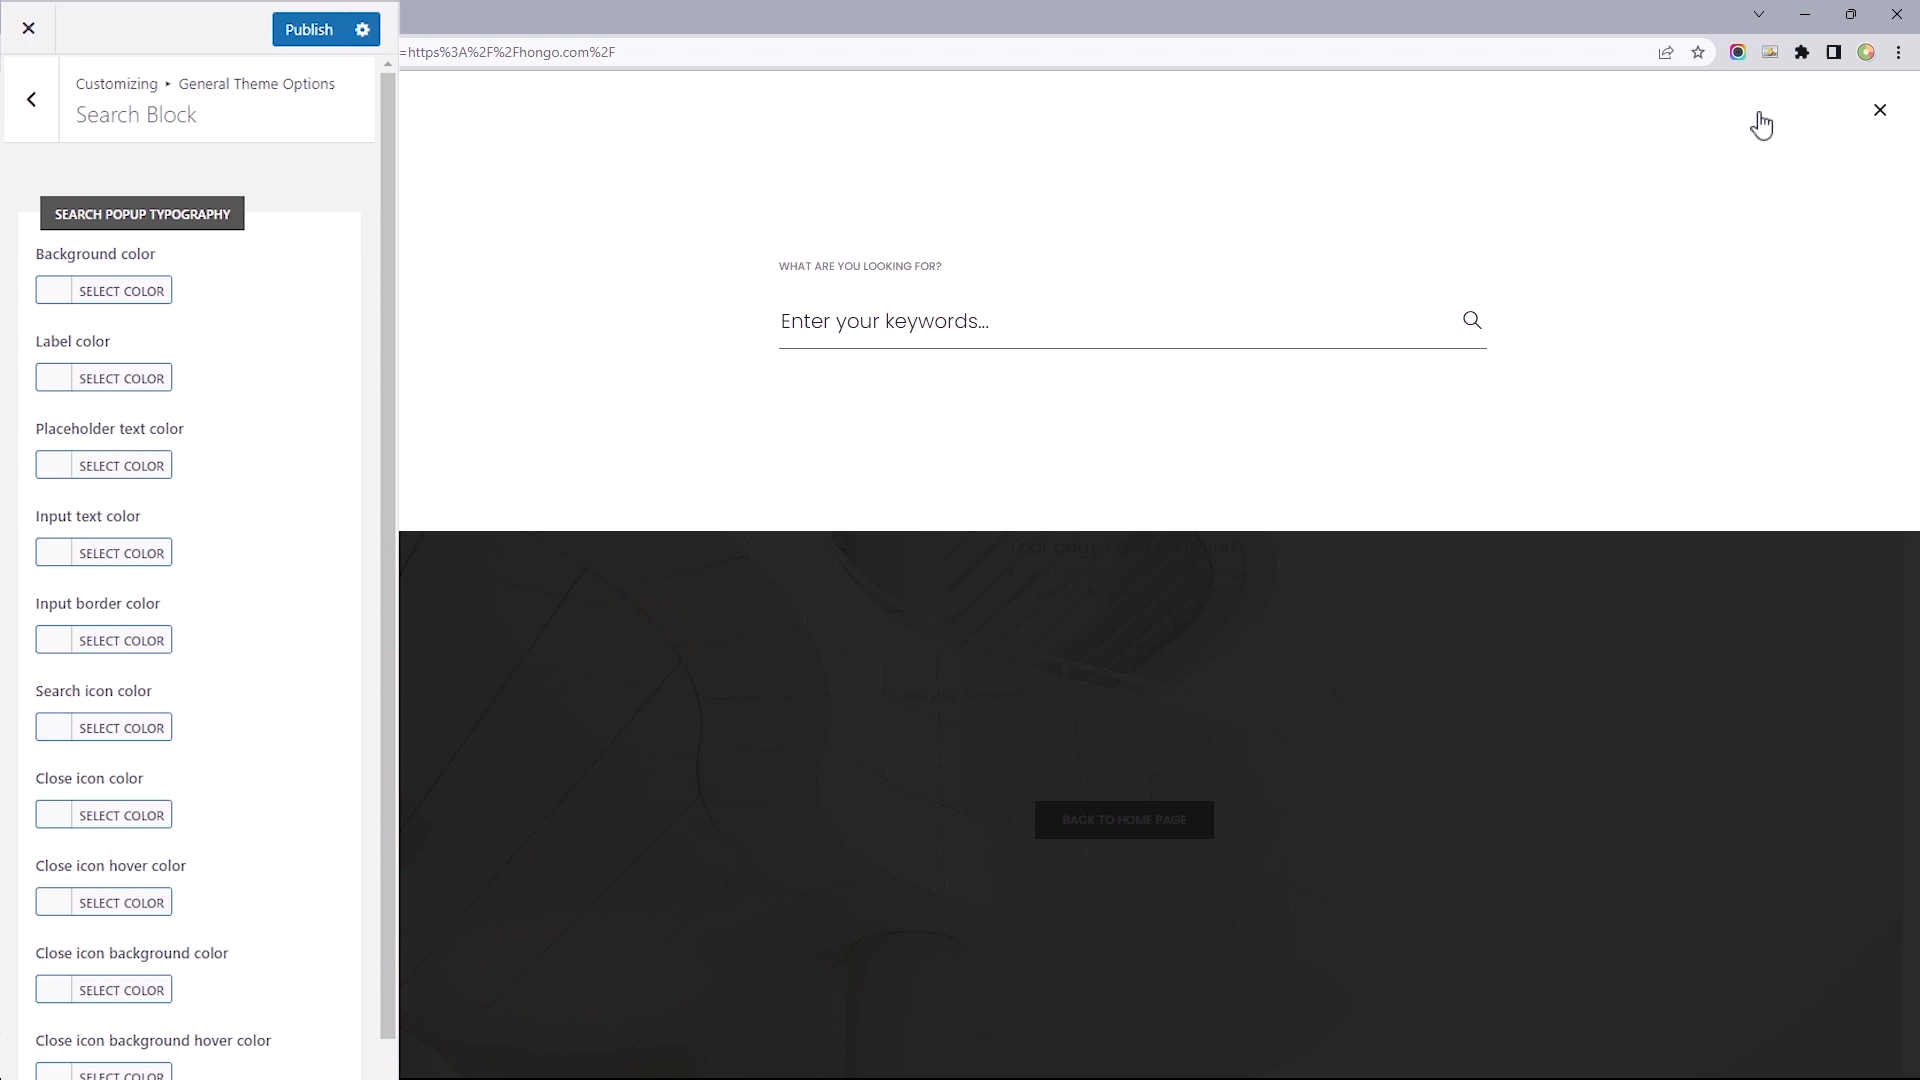 Publish
=https%3A%2F%2Fhongo.com%2F
Customizing ▸ General Theme Options
Search Block
SEARCH POPUP TYPOGRAPHY
Background color
SELECT COLOR
Label color
SELECT COLOR
Placeholder text color
SELECT COLOR
Input text color
SELECT COLOR
Input border color
SELECT COLOR
Search icon color
SELECT COLOR
Close icon color
SELECT COLOR
Close icon hover color
SELECT COLOR
Close icon background color
SELECT COLOR
Close icon background hover color
SELECT COLOR
WHAT ARE YOU LOOKING FOR?
Enter your keywords...
Enter your keywords
BACK TO HOME PAGE